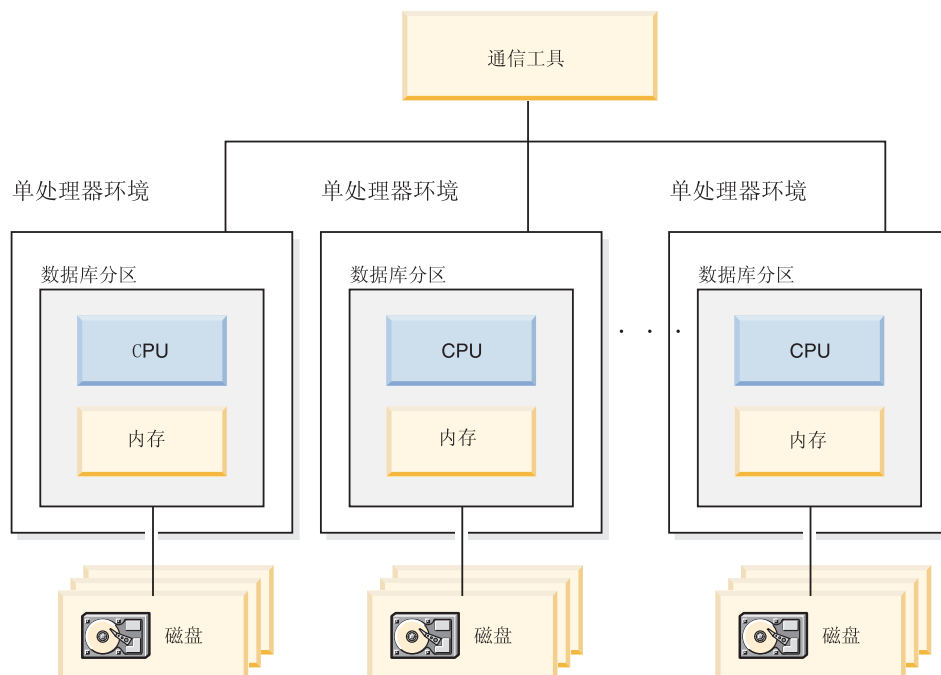 通信工具
单处理器环境
单处理器环境
单处理器环境
数据库分区
数据库分区
数据库分区
CPU
CPU
CPU
内存
内存
内存
磁盘
磁盘
磁盘